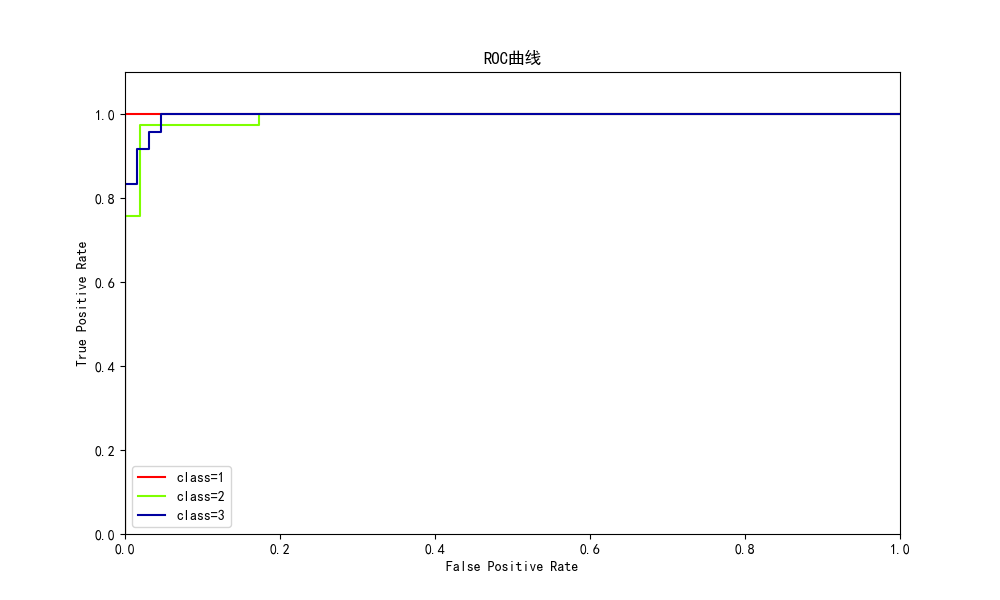 ROC曲线
1.0
0.8
0.6
0.4
0.2
0.0
True Positive Rate
class=1
class=2
class=3
0.0 0.2 0.4 0.6 0.8 1.0
False Positive Rate